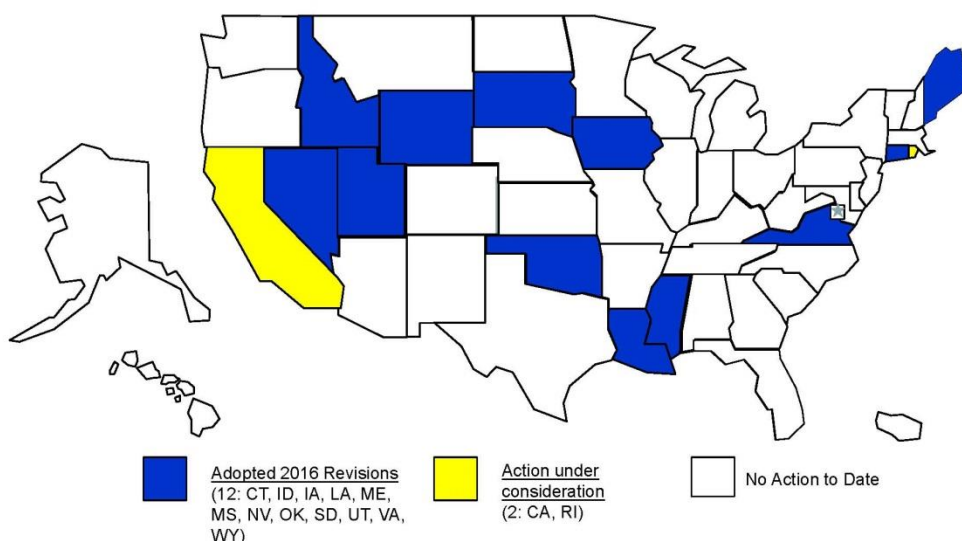 Adopted 2016 Revisions
(12: CT, ID, IA, LA, ME,
MS, NV, OK, SD, UT, VA,
WY)
Action under
consideration
(2: CA, RI)
No Action to Date